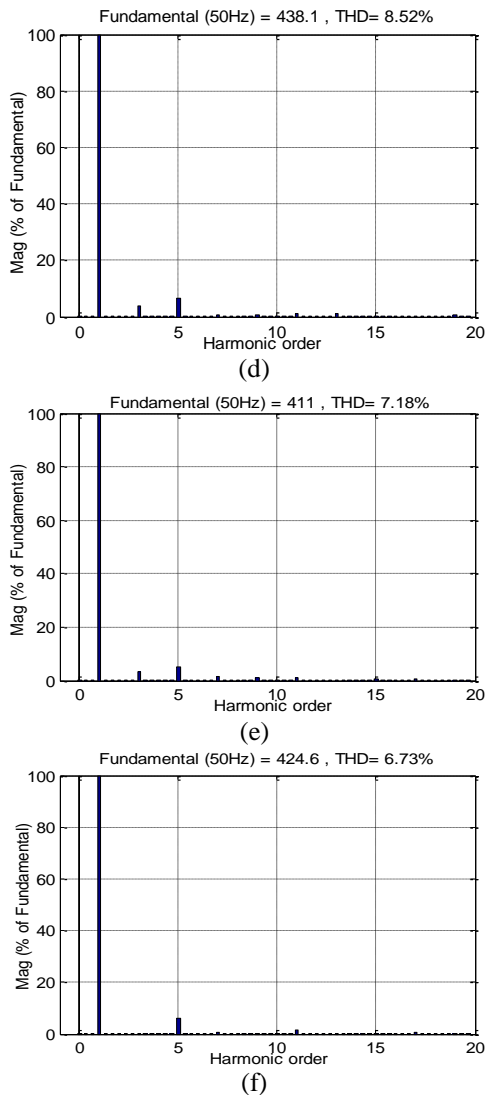 Fundamental (50Hz) = 438.1 , THD= 8.52%
100
80
60
40
20
0
Mag (% of Fundamental)
0 5 10 15 20
Harmonic order
(d)
Fundamental (50Hz) = 411 , THD= 7.18%
100
80
60
40
20
0
Mag (% of Fundamental)
0 5 10 15 20
Harmonic order
(e)
Fundamental (50Hz) = 424.6 , THD= 6.73%
100
80
60
40
20
0
Mag (% of Fundamental)
0 5 10 15 20
Harmonic order
(f)